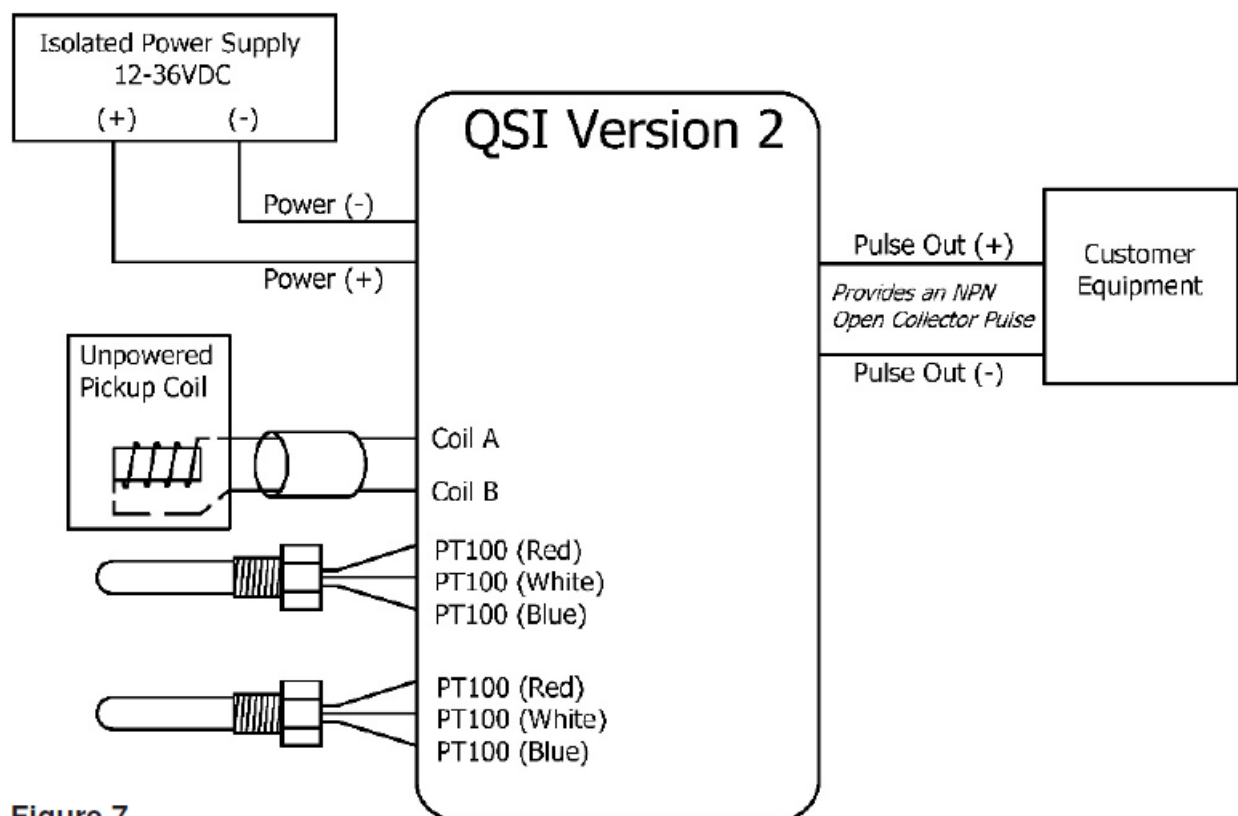 Isolated Power Supply
12-36VDC
(+) (-)
QSI Version 2
Power (-)
Power (+)
Pulse Out (+)
Provides an NPN
Open Collector Pulse
Pulse Out (-)
Customer
Equipment
Unpowered
Pickup Coil
Coil A
Coil B
PT100 (Red)
PT100 (White)
PT100 (Blue)
PT100 (Red)
PT100 (White)
PT100 (Blue)
Figure 7